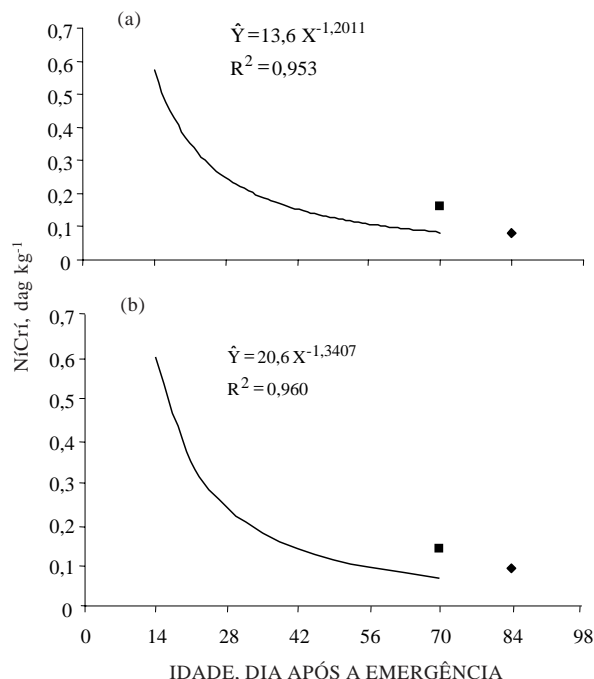 (a)
Ŷ = 13,6 X^-1,2011
R² = 0,953
0,7
0,6
0,5
0,4
0,3
0,2
0,1
0
NíCrí, dag kg⁻¹
(b)
Ŷ = 20,6 X^-1,3407
R² = 0,960
0,7
0,6
0,5
0,4
0,3
0,2
0,1
0
0 14 28 42 56 70 84 98
IDADE, DIA APÓS A EMERGÊNCIA